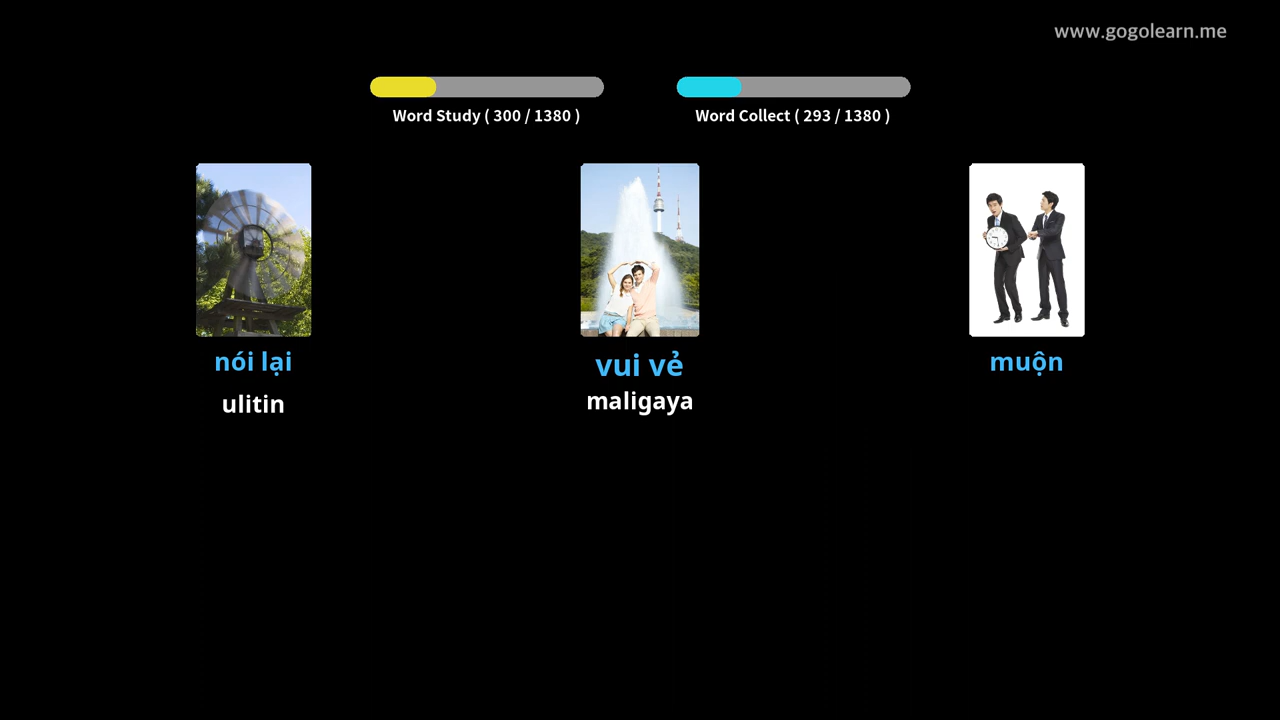 www.gogolearn.me
Word Study ( 300 / 1380 )
Word Collect ( 293 / 1380 )
nói lại
vui vẻ
muộn
ulitin
maligaya